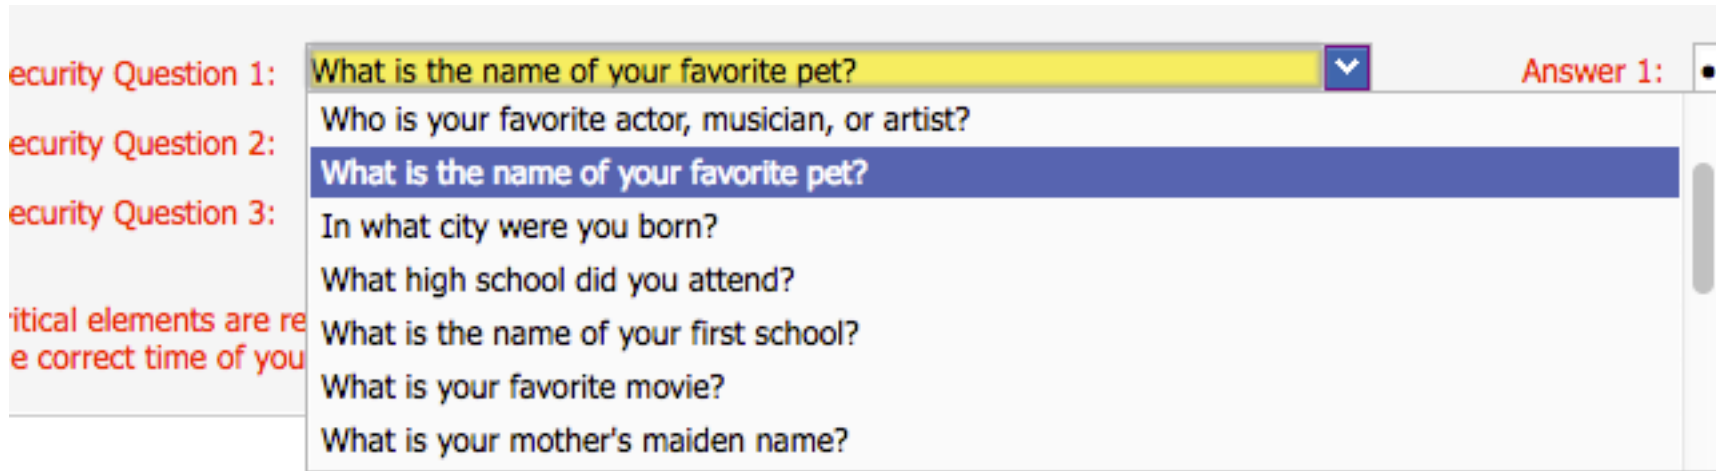 ecurity Question 1: What is the name of your favorite pet? Answer 1:
Who is your favorite actor, musician, or artist?
ecurity Question 2:
What is the name of your favorite pet?
ecurity Question 3:
In what city were you born?
What high school did you attend?
ritical elements are re
What is the name of your first school?
e correct time of you
What is your favorite movie?
What is your mother's maiden name?